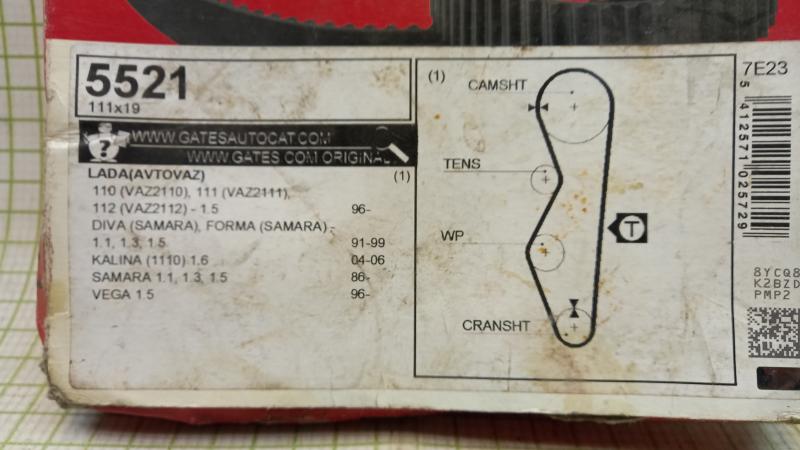 5521
111x19
WWW.GATESAUTOCAT.COM
WWW.GATES.COM/ORIGINAL
LADA(AVTOVAZ) (1)
110 (VAZ2110), 111 (VAZ2111),
112 (VAZ2112) - 1.5 96-
DIVA (SAMARA), FORMA (SAMARA) -
1.1, 1.3, 1.5 91-99
KALINA (1110) 1.6 04-06
SAMARA 1.1, 1.3, 1.5 86-
VEGA 1.5 96-
(1)
CAMSHT
TENS
WP
T
CRANSHT
7E23
5 412571 025729
8YCQ8
K2BZD
PMP2